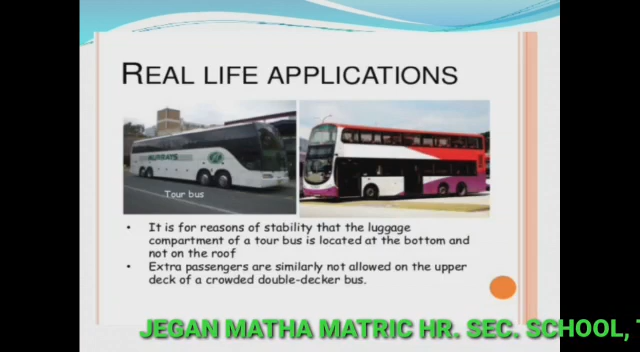 REAL LIFE APPLICATIONS
MURRAYS
Tour bus
• It is for reasons of stability that the luggage
compartment of a tour bus is located at the bottom and
not on the roof
• Extra passengers are similarly not allowed on the upper
deck of a crowded double-decker bus.
JEGAN MATHA MATRIC HR. SEC. SCHOOL,